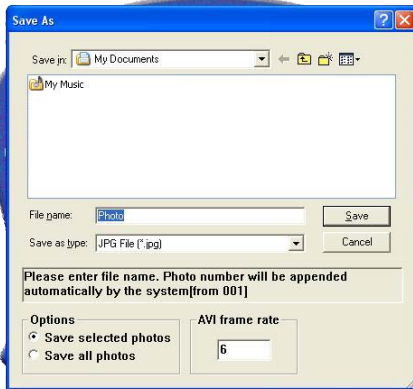 Save As
Save in: My Documents
My Music
File name: Photo Save
Save as type: JPG File (*.jpg) Cancel
Please enter file name. Photo number will be appended
automatically by the system[from 001]
Options AVI frame rate
Save selected photos 6
Save all photos